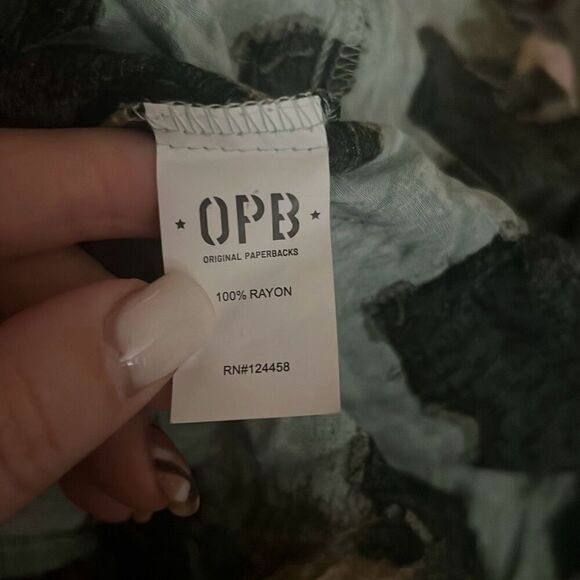 ★ OPB ★
ORIGINAL PAPERBACKS
100% RAYON
RN#124458